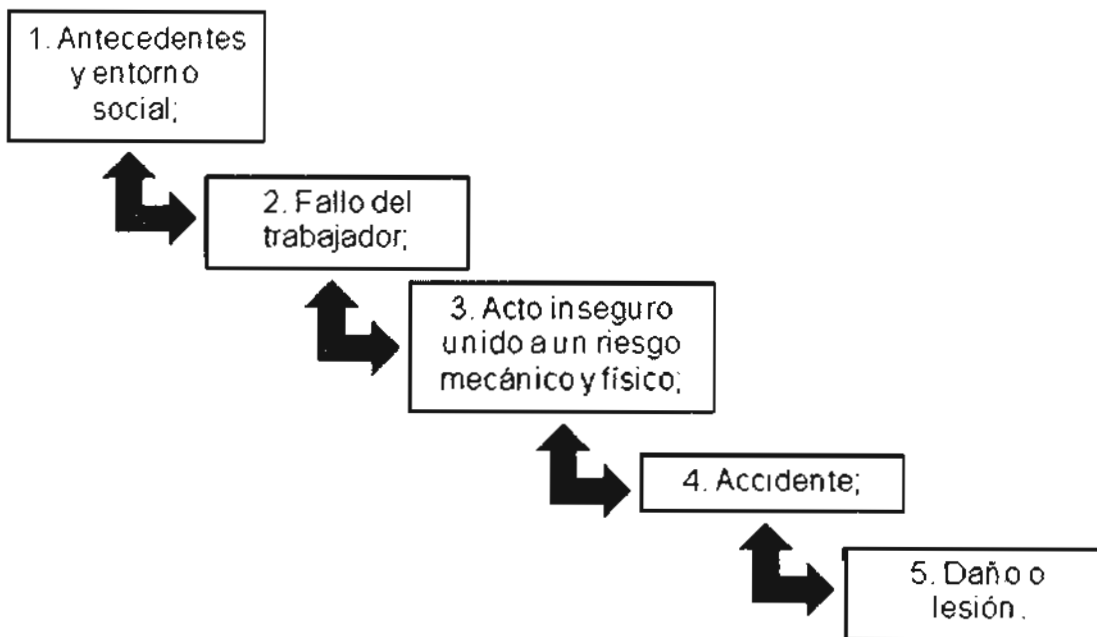 1. Antecedentes
y entorno
social;
2. Fallo del
trabajador;
3. Acto inseguro
unido a un riesgo
mecánico y físico;
4. Accidente;
5. Daño o
lesión.